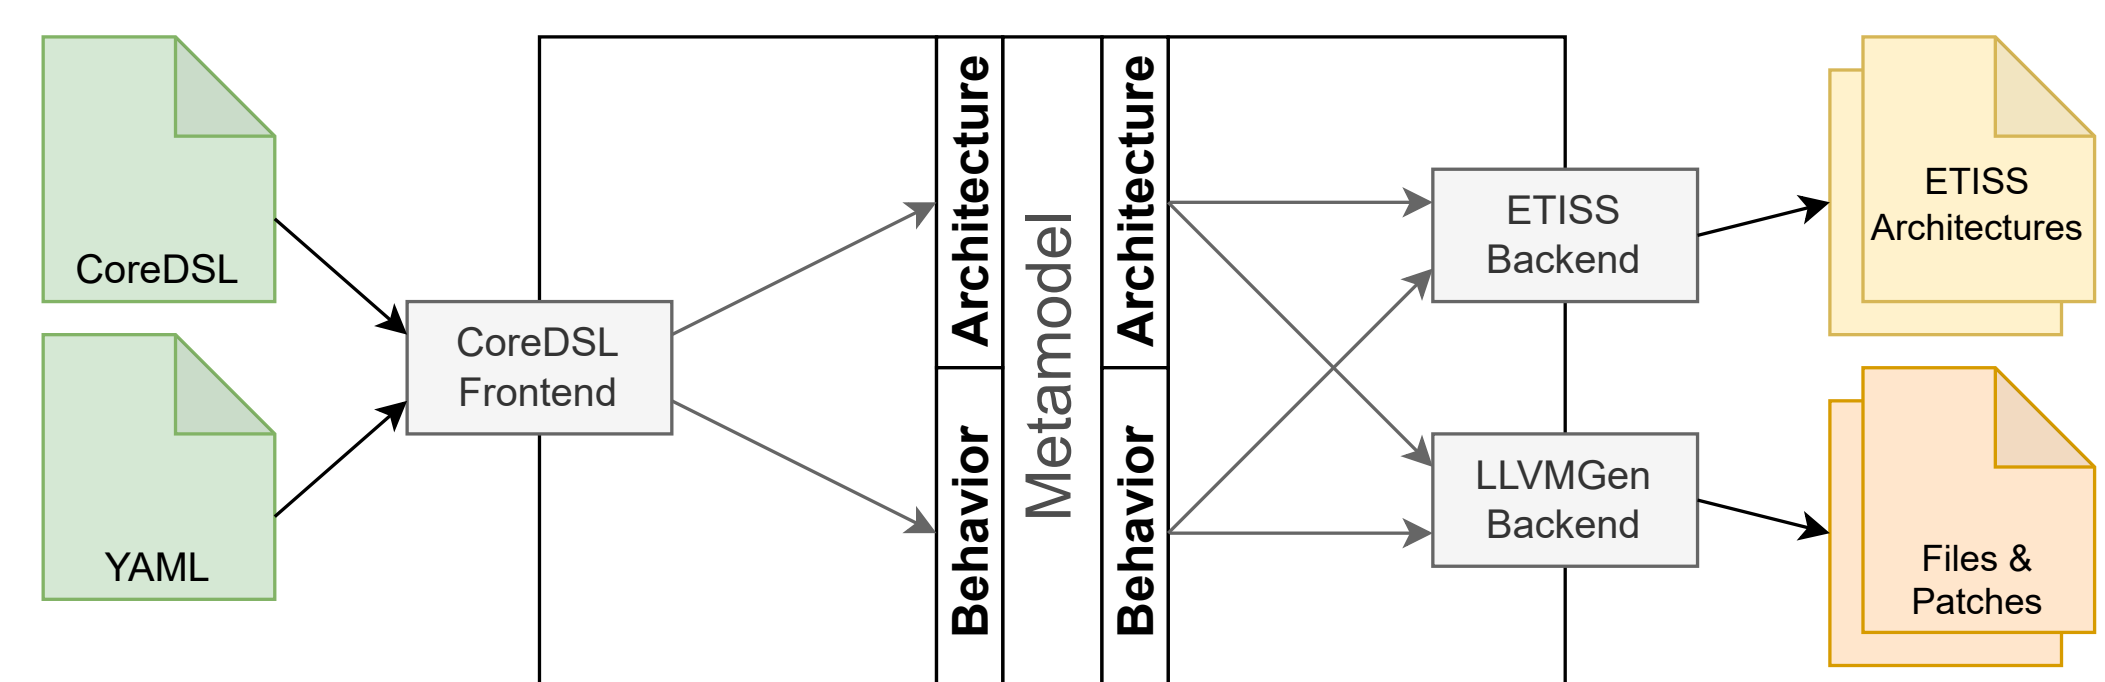 CoreDSL
YAML
CoreDSL
Frontend
Architecture
Behavior
Metamodel
Architecture
Behavior
ETISS
Backend
LLVMGen
Backend
ETISS
Architectures
Files &
Patches